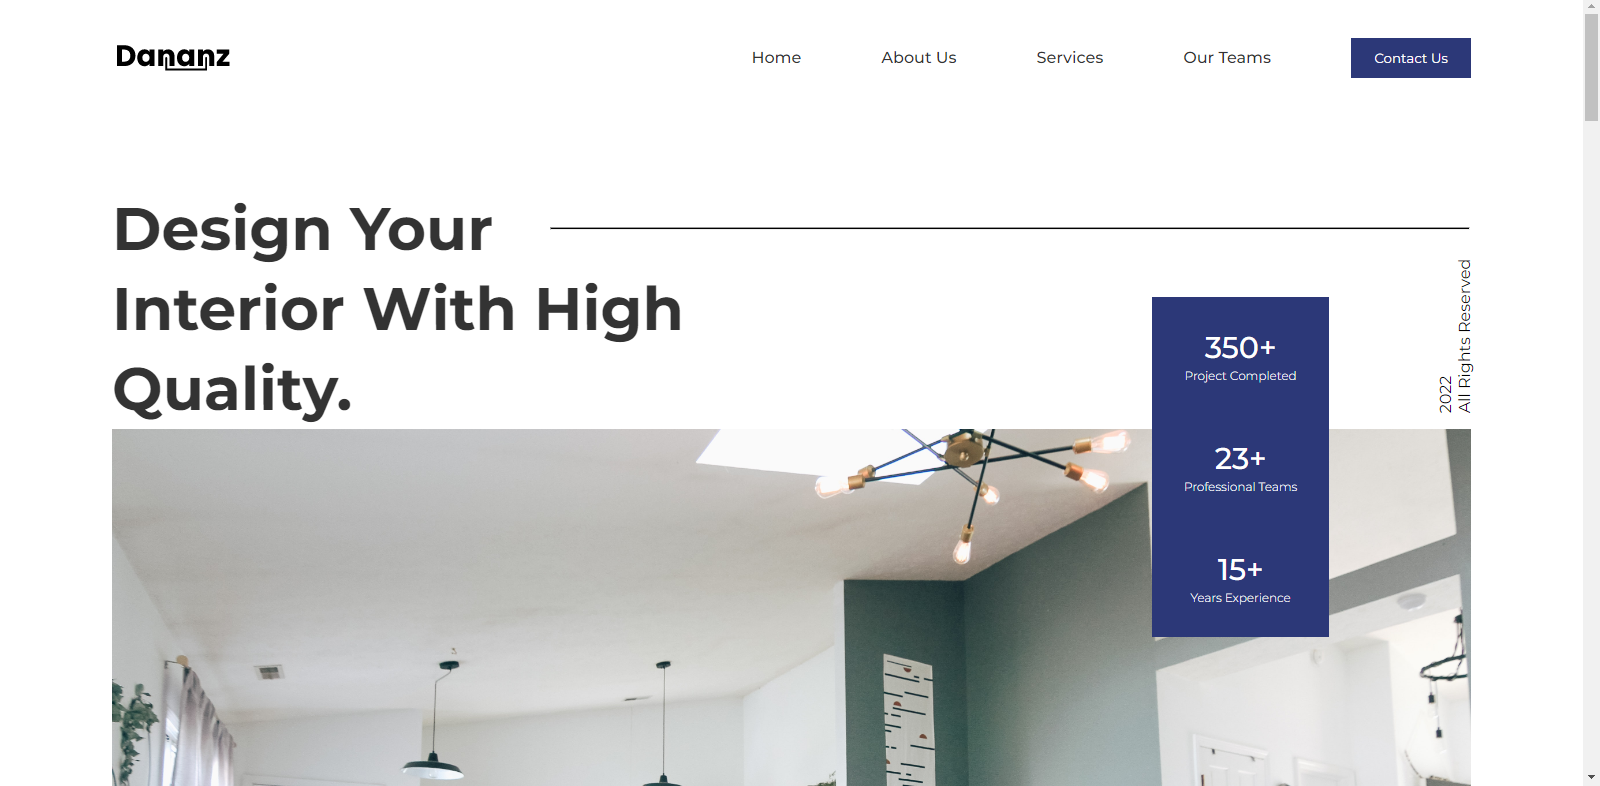 Dananz
Home
About Us
Services
Our Teams
Contact Us
Design Your
Interior With High
Quality.
350+
Project Completed
23+
Professional Teams
15+
Years Experience
2022
All Rights Reserved